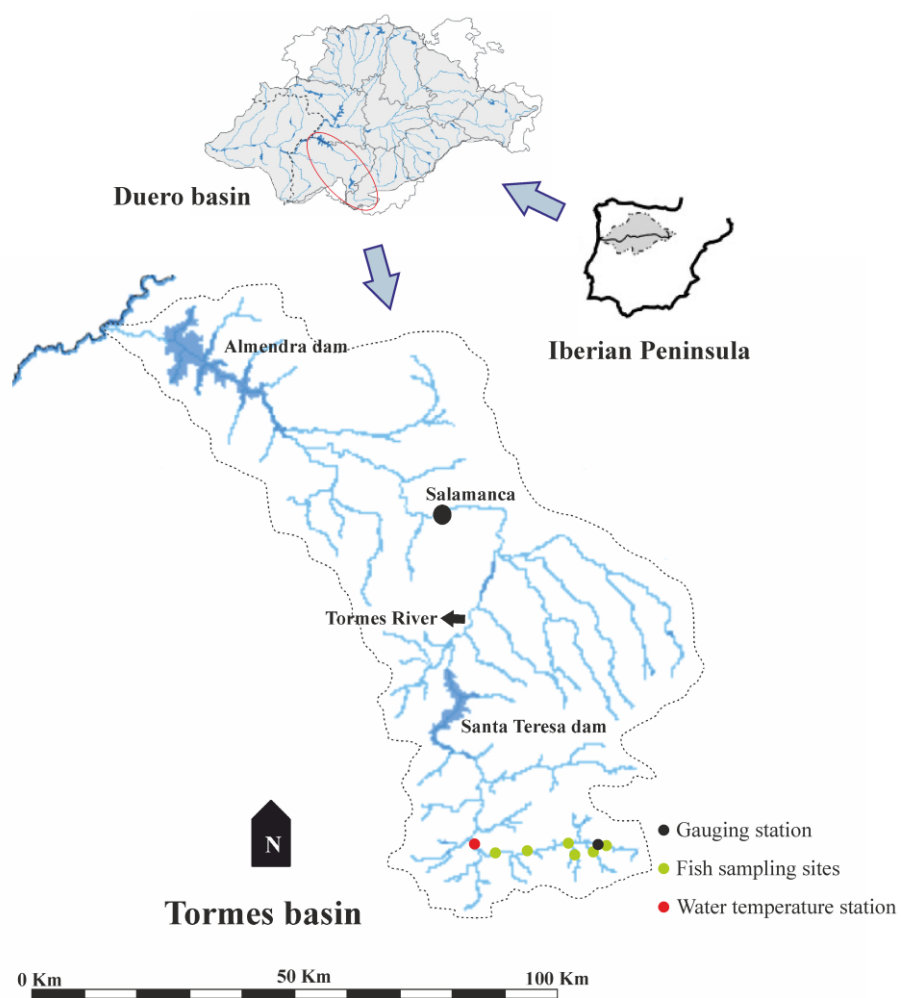 Duero basin
Iberian Peninsula
Almendra dam
Salamanca
Tormes River
Santa Teresa dam
Gauging station
Fish sampling sites
Water temperature station
N
Tormes basin
0 Km
50 Km
100 Km